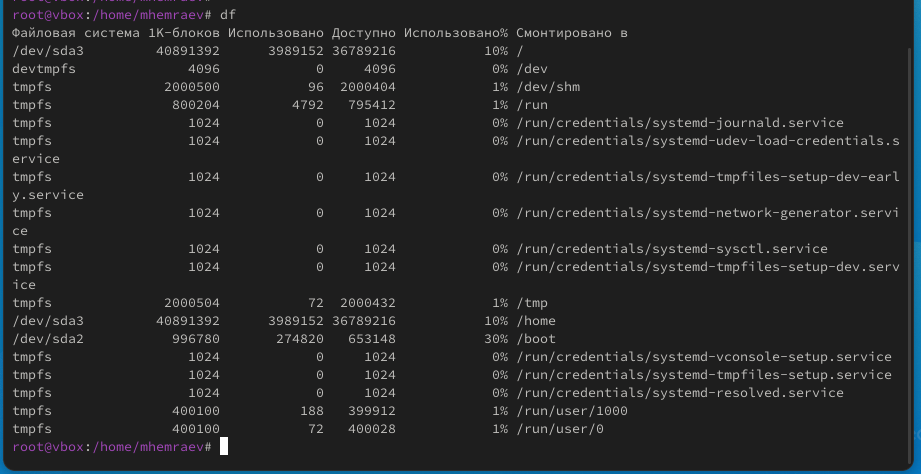 root@vbox:/home/mhemraev# df
Файловая система 1K-блоков Использовано Доступно Использовано% Смонтировано в
/dev/sda3 40891392 3989152 36789216 10% /
devtmpfs 4096 0 4096 0% /dev
tmpfs 2000500 96 2000404 1% /dev/shm
tmpfs 800204 4792 795412 1% /run
tmpfs 1024 0 1024 0% /run/credentials/systemd-journald.service
tmpfs 1024 0 1024 0% /run/credentials/systemd-udev-load-credentials.s
ervice
tmpfs 1024 0 1024 0% /run/credentials/systemd-tmpfiles-setup-dev-earl
y.service
tmpfs 1024 0 1024 0% /run/credentials/systemd-network-generator.servi
ce
tmpfs 1024 0 1024 0% /run/credentials/systemd-sysctl.service
tmpfs 1024 0 1024 0% /run/credentials/systemd-tmpfiles-setup-dev.serv
ice
tmpfs 2000504 72 2000432 1% /tmp
/dev/sda3 40891392 3989152 36789216 10% /home
/dev/sda2 996780 274820 653148 30% /boot
tmpfs 1024 0 1024 0% /run/credentials/systemd-vconsole-setup.service
tmpfs 1024 0 1024 0% /run/credentials/systemd-tmpfiles-setup.service
tmpfs 1024 0 1024 0% /run/credentials/systemd-resolved.service
tmpfs 400100 188 399912 1% /run/user/1000
tmpfs 400100 72 400028 1% /run/user/0
root@vbox:/home/mhemraev#